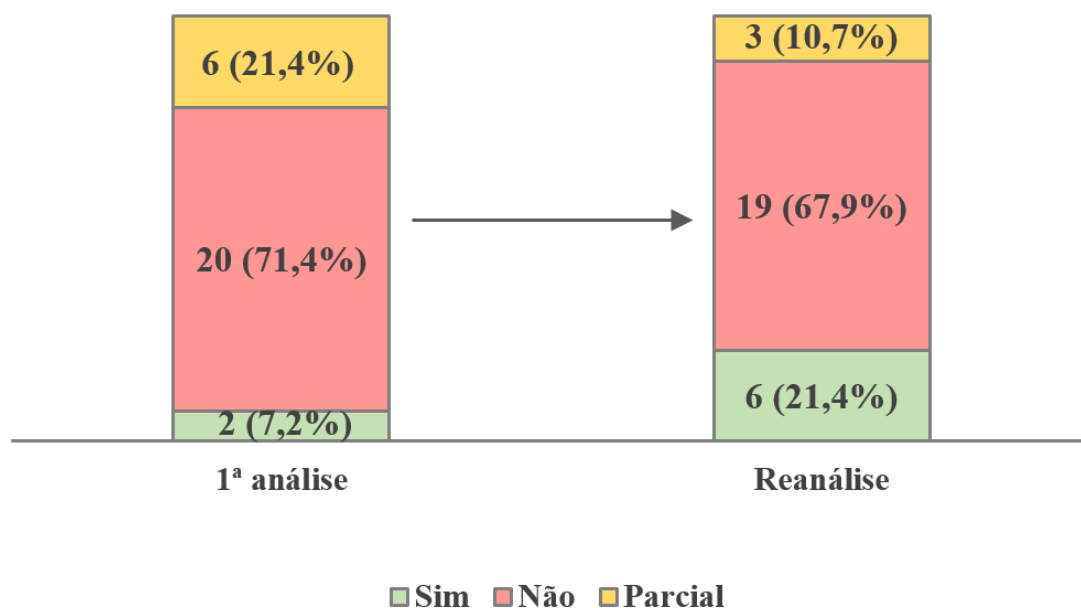 6 (21,4%)
20 (71,4%)
2 (7,2%)
3 (10,7%)
19 (67,9%)
6 (21,4%)
1ª análise
Reanálise
Sim Não Parcial